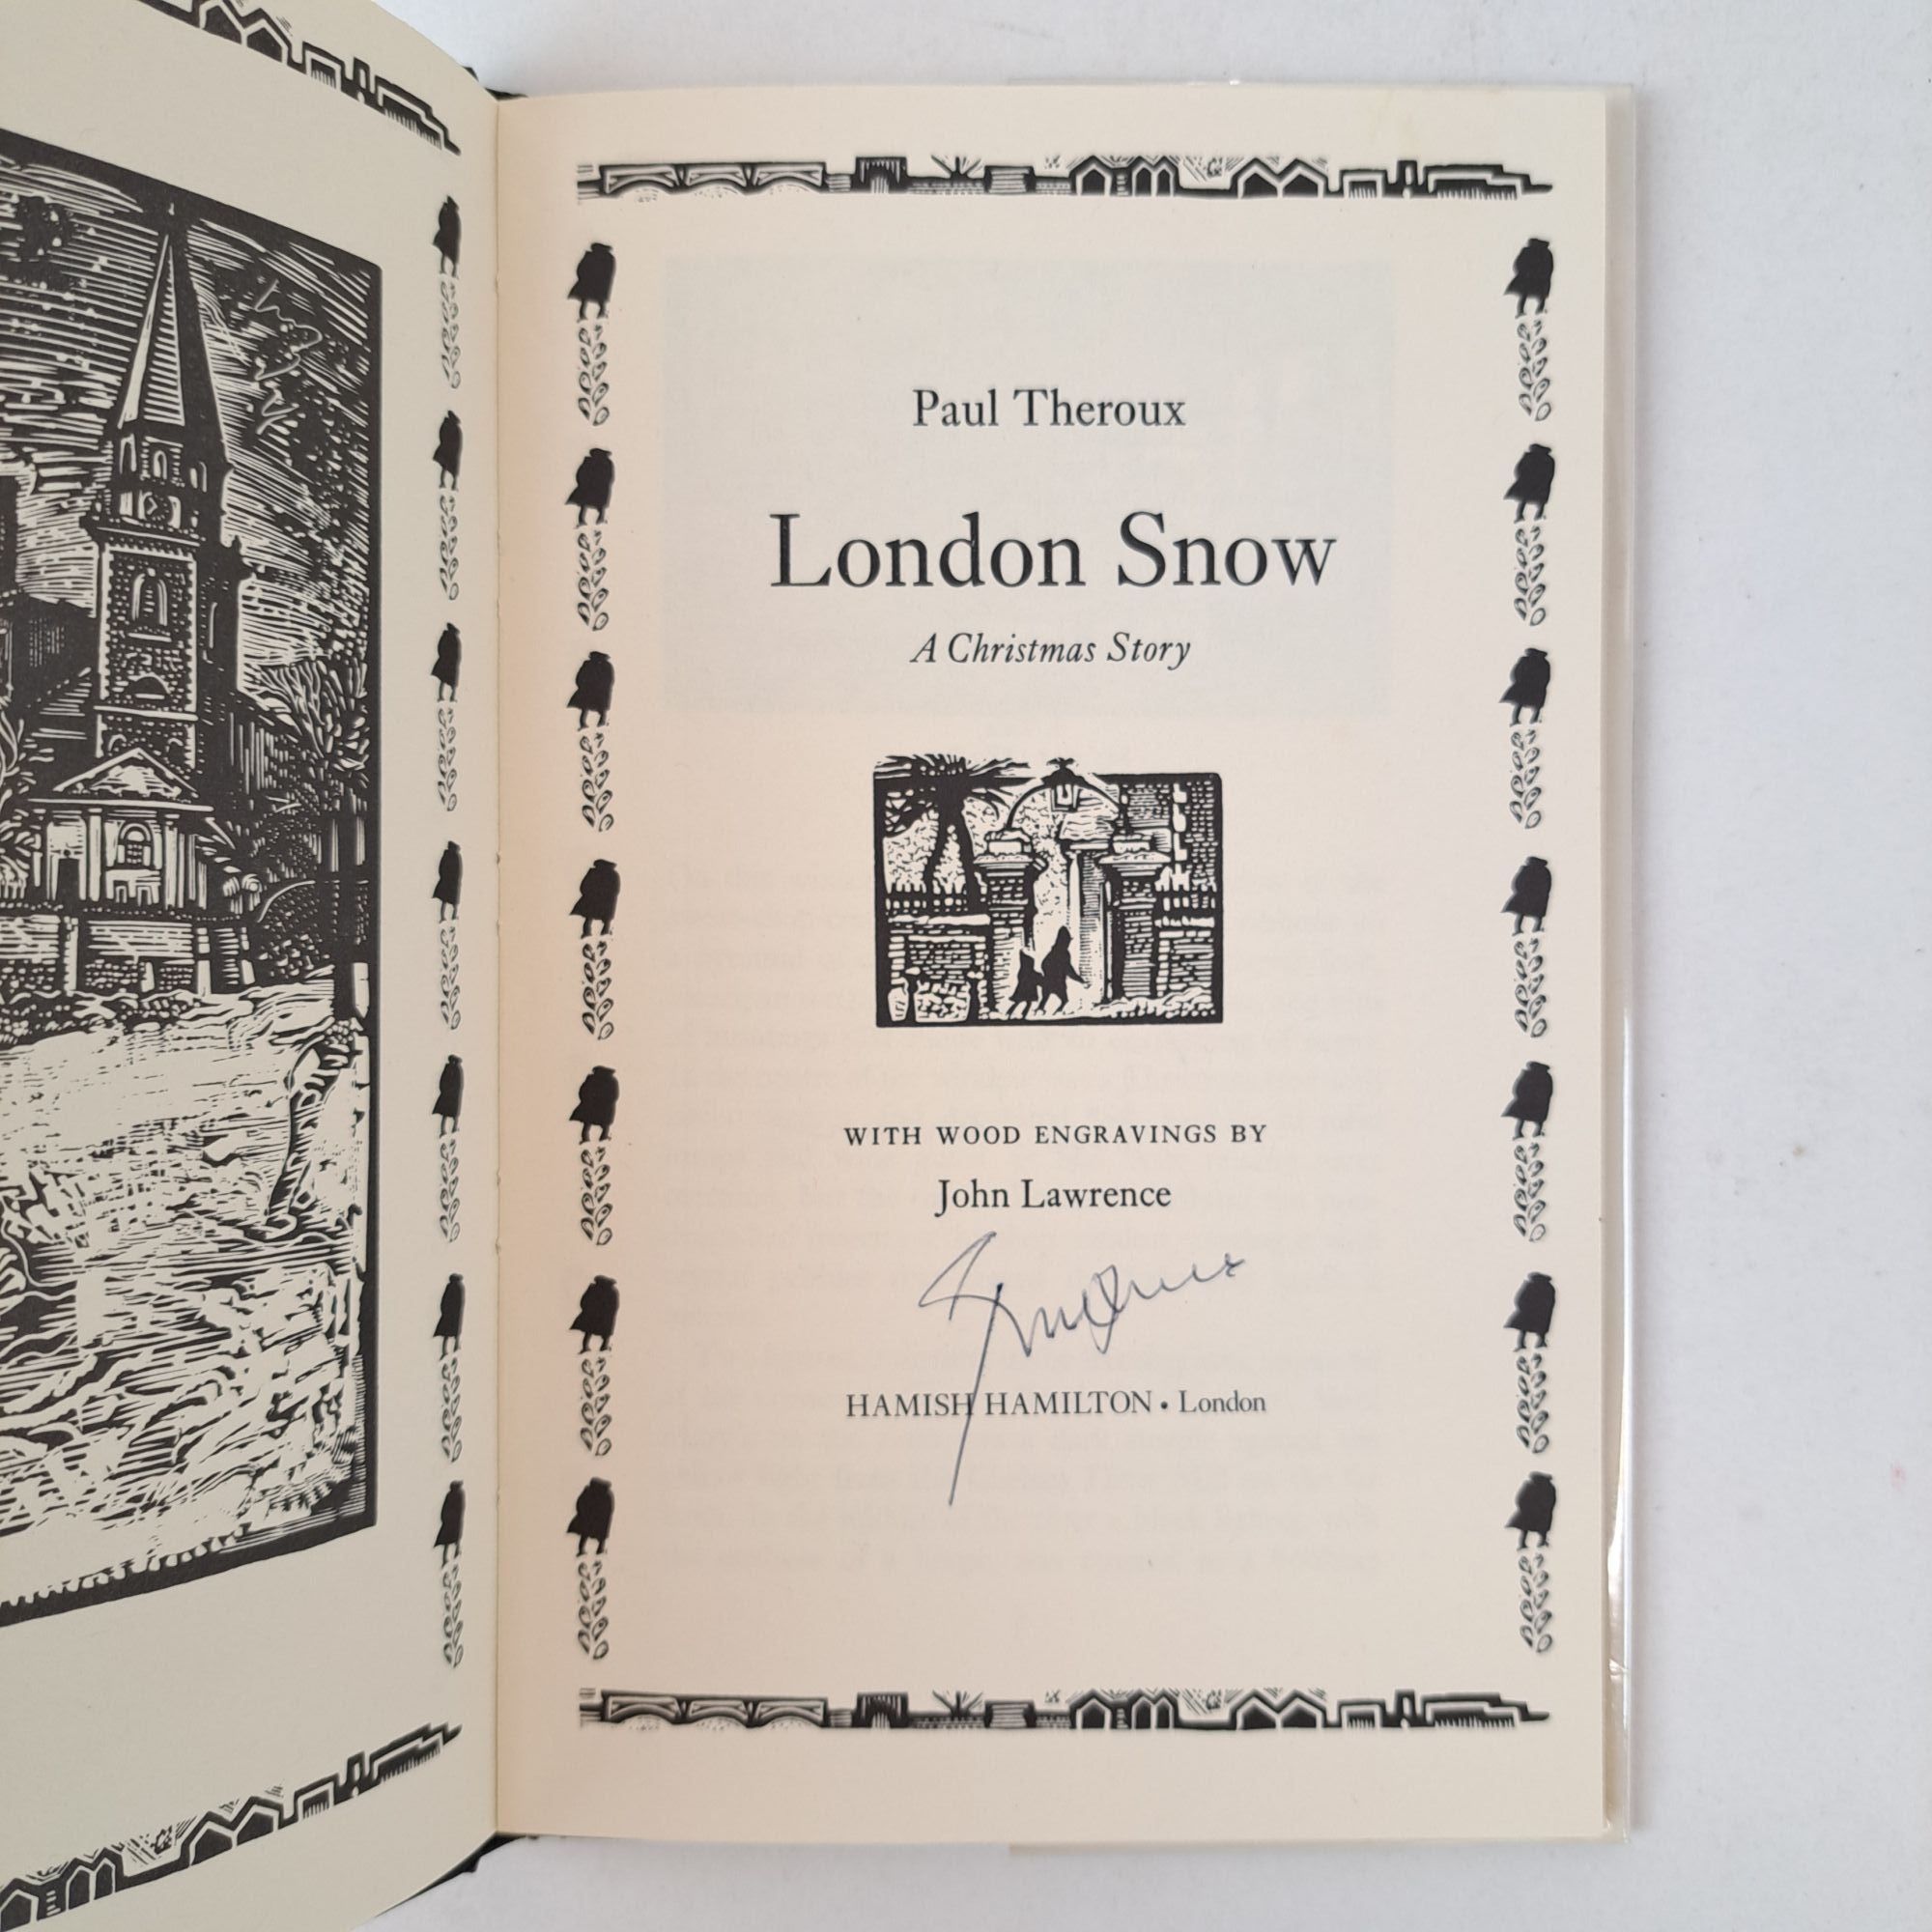 Paul Theroux
London Snow
A Christmas Story
WITH WOOD ENGRAVINGS BY
John Lawrence
HAMISH HAMILTON • London